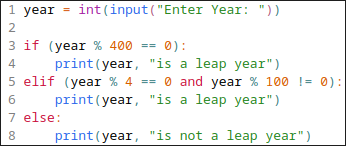 1 year = int(input("Enter Year: "))
2
3 if (year % 400 == 0):
4     print(year, "is a leap year")
5 elif (year % 4 == 0 and year % 100 != 0):
6     print(year, "is a leap year")
7 else:
8     print(year, "is not a leap year")